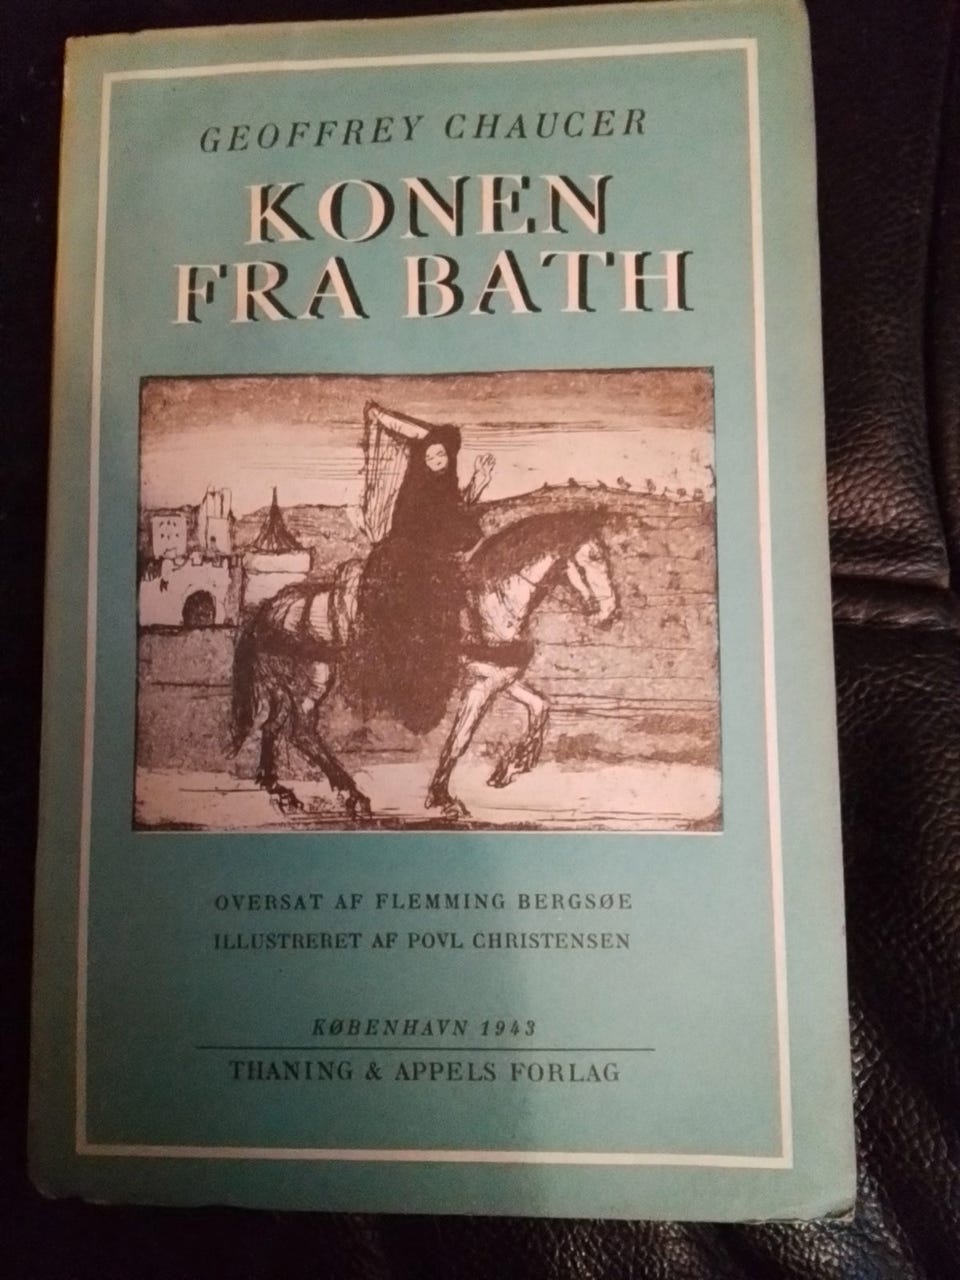 GEOFFREY CHAUCER
KONEN
FRA BATH
OVERSAT AF FLEMMING BERGSØE
ILLUSTRERET AF POVL CHRISTENSEN
KØBENHAVN 1943
THANING & APPELS FORLAG